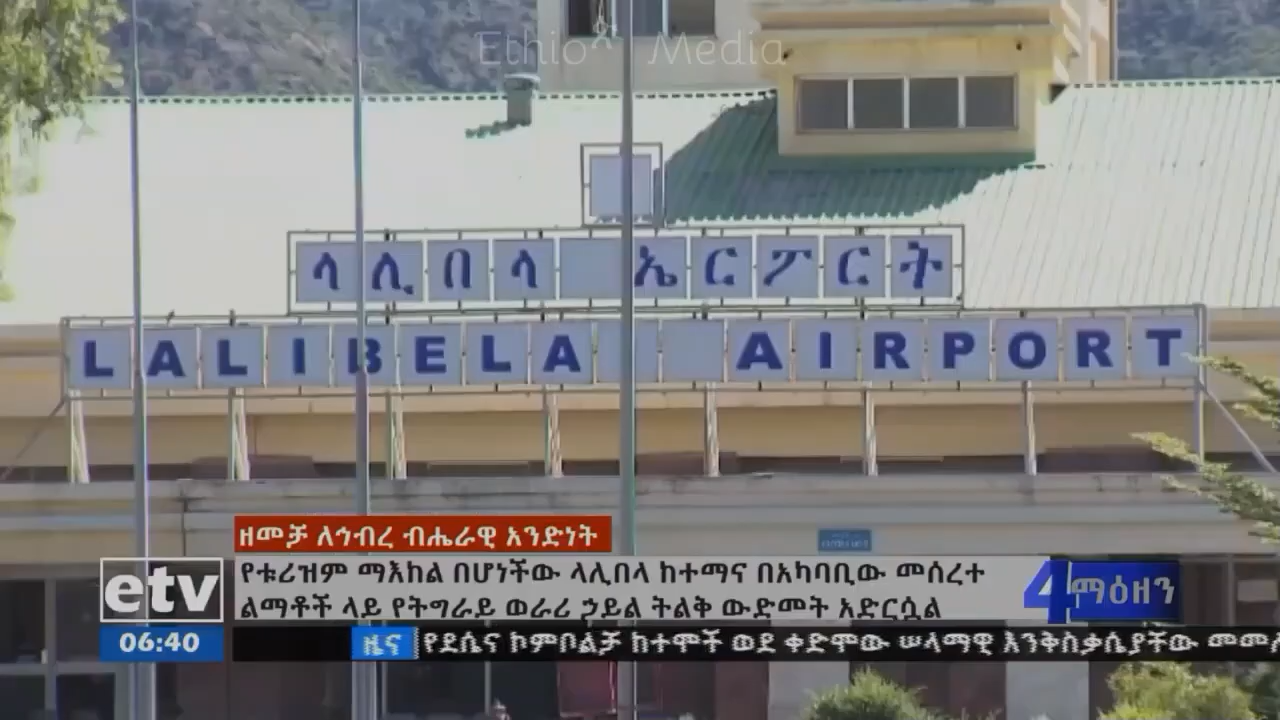 Ethio Media
ላሊበላ ኤርፖርት
LALIBELA AIRPORT
ዘመቻ ለኅብረ ብሔራዊ አንድነት
etv
የቱሪዝም ማእከል በሆነችው ላሊበላ ከተማና በአካባቢው መሰረተ
ልማቶች ላይ የትግራይ ወራሪ ኃይል ትልቅ ውድመት አድርሷል
4 ማዕዘን
06:40
ዜና
የደሴና ኮምቦልቻ ከተሞች ወደ ቀድሞው ሠላማዊ እንቅስቃሴያቸው